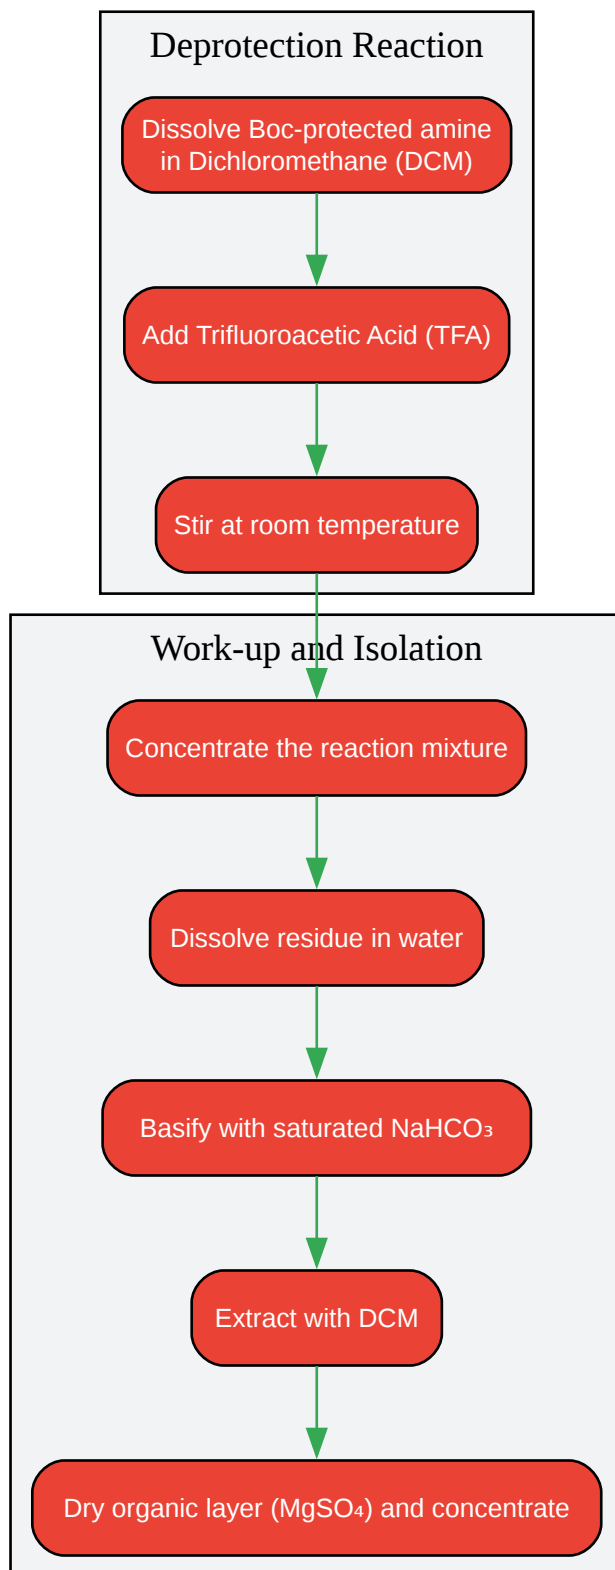 Deprotection Reaction
Dissolve Boc-protected amine
in Dichloromethane (DCM)
Add Trifluoroacetic Acid (TFA)
Stir at room temperature
Work-up and Isolation
Concentrate the reaction mixture
Dissolve residue in water
Basify with saturated NaHCO₃
Extract with DCM
Dry organic layer (MgSO₄) and concentrate